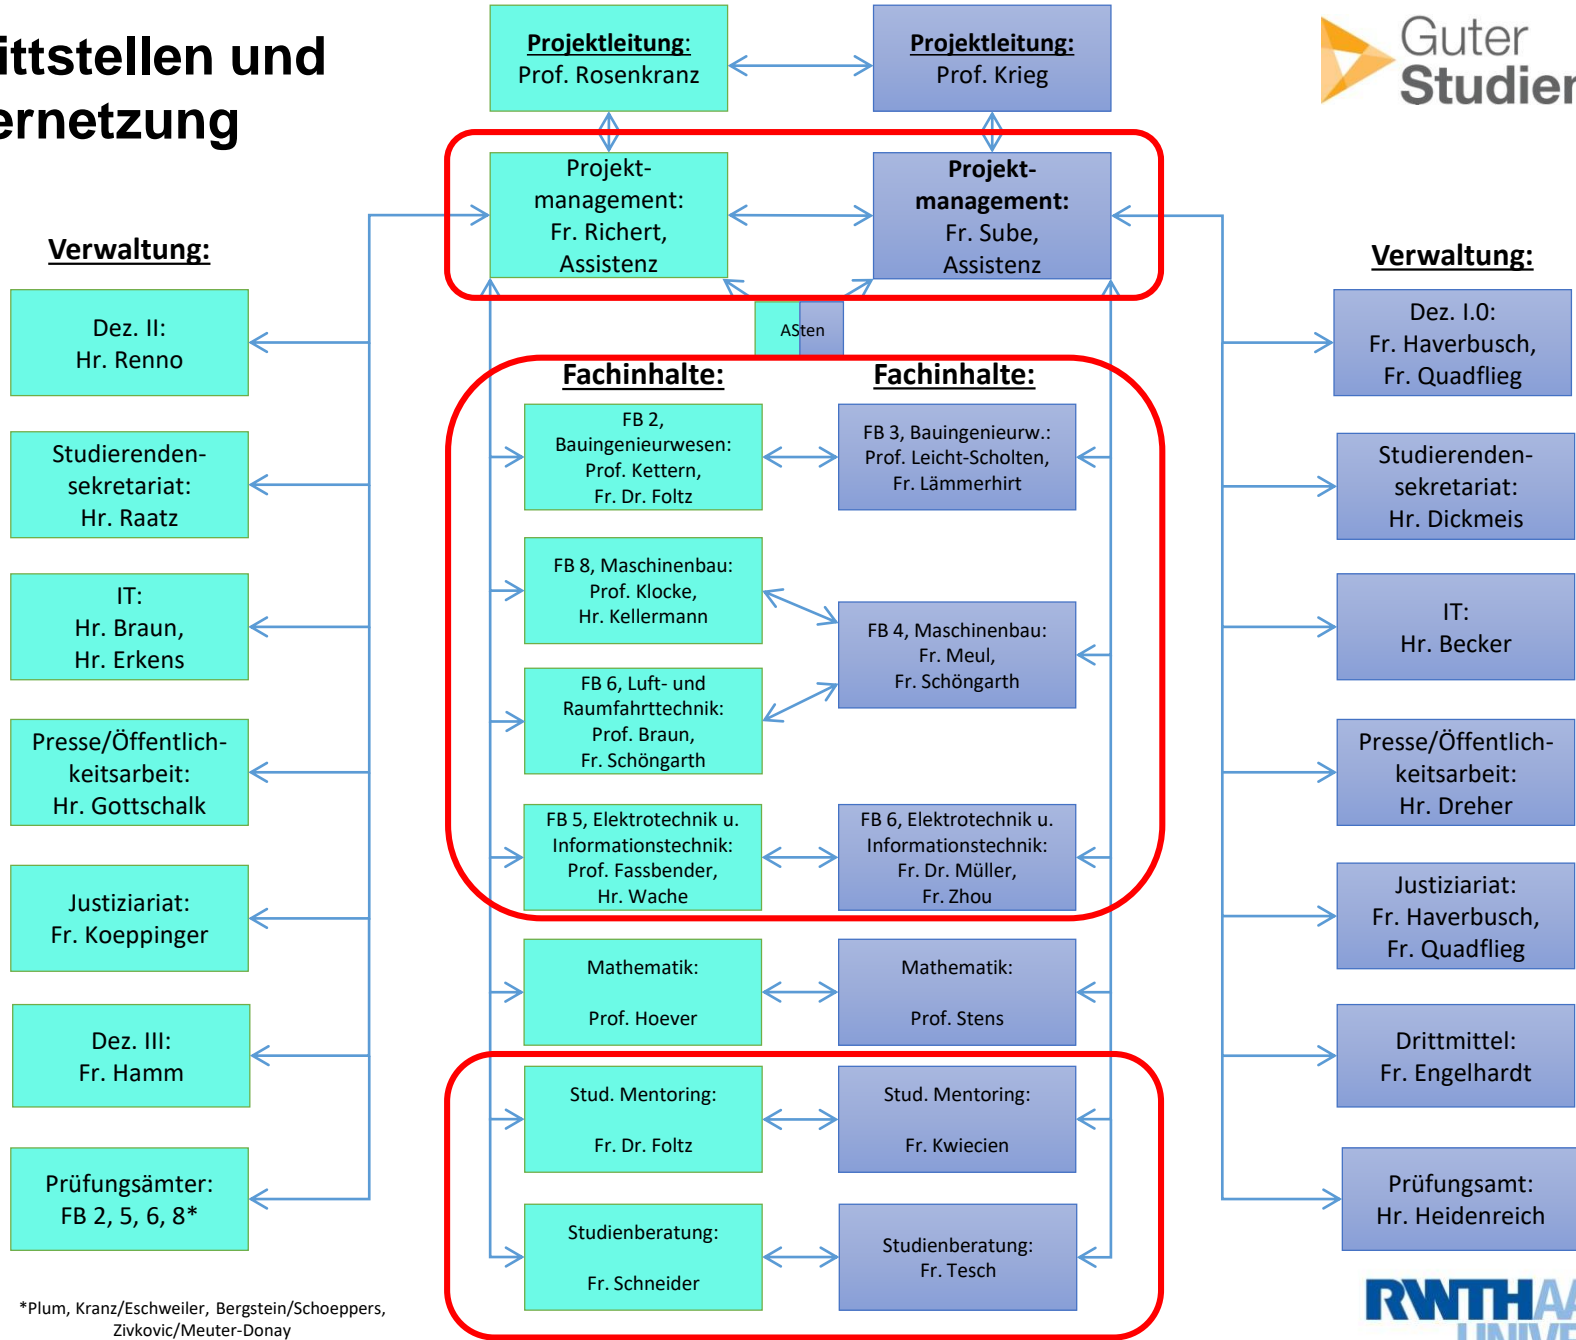 ittstellen und
ernetzung
Projektleitung:
Prof. Rosenkranz
Projektleitung:
Prof. Krieg
Guter
Studien
Projekt-
management:
Fr. Richert,
Assistenz
Projekt-
management:
Fr. Sube,
Assistenz
ASten
Verwaltung:
Dez. II:
Hr. Renno
Studierenden-
sekretariat:
Hr. Raatz
IT:
Hr. Braun,
Hr. Erkens
Presse/Öffentlich-
keitsarbeit:
Hr. Gottschalk
Justiziariat:
Fr. Koeppinger
Dez. III:
Fr. Hamm
Prüfungsämter:
FB 2, 5, 6, 8*
*Plum, Kranz/Eschweiler, Bergstein/Schoeppers,
Zivkovic/Meuter-Donay
Fachinhalte:
FB 2,
Bauingenieurwesen:
Prof. Kettern,
Fr. Dr. Foltz
FB 8, Maschinenbau:
Prof. Klocke,
Hr. Kellermann
FB 6, Luft- und
Raumfahrttechnik:
Prof. Braun,
Fr. Schöngarth
FB 5, Elektrotechnik u.
Informationstechnik:
Prof. Fassbender,
Hr. Wache
Mathematik:
Prof. Hoever
Stud. Mentoring:
Fr. Dr. Foltz
Studienberatung:
Fr. Schneider
Fachinhalte:
FB 3, Bauingenieurw.:
Prof. Leicht-Scholten,
Fr. Lämmerhirt
FB 4, Maschinenbau:
Fr. Meul,
Fr. Schöngarth
FB 6, Elektrotechnik u.
Informationstechnik:
Fr. Dr. Müller,
Fr. Zhou
Mathematik:
Prof. Stens
Stud. Mentoring:
Fr. Kwiecien
Studienberatung:
Fr. Tesch
Verwaltung:
Dez. I.0:
Fr. Haverbusch,
Fr. Quadflieg
Studierenden-
sekretariat:
Hr. Dickmeis
IT:
Hr. Becker
Presse/Öffentlich-
keitsarbeit:
Hr. Dreher
Justiziariat:
Fr. Haverbusch,
Fr. Quadflieg
Drittmittel:
Fr. Engelhardt
Prüfungsamt:
Hr. Heidenreich
RWTH AA